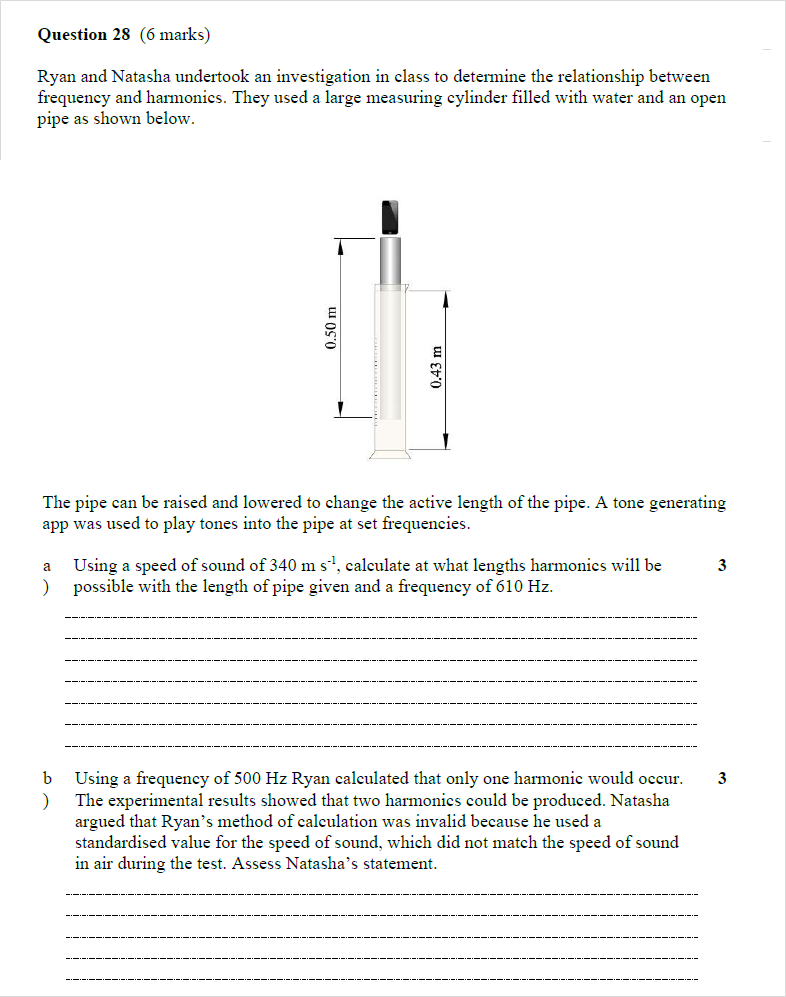 Question 28 (6 marks)
Ryan and Natasha undertook an investigation in class to determine the relationship between
frequency and harmonics. They used a large measuring cylinder filled with water and an open
pipe as shown below.
0.50 m
0.43 m
The pipe can be raised and lowered to change the active length of the pipe. A tone generating
app was used to play tones into the pipe at set frequencies.
a Using a speed of sound of 340 m s⁻¹, calculate at what lengths harmonics will be 3
) possible with the length of pipe given and a frequency of 610 Hz.
b Using a frequency of 500 Hz Ryan calculated that only one harmonic would occur. 3
) The experimental results showed that two harmonics could be produced. Natasha
argued that Ryan's method of calculation was invalid because he used a
standardised value for the speed of sound, which did not match the speed of sound
in air during the test. Assess Natasha's statement.